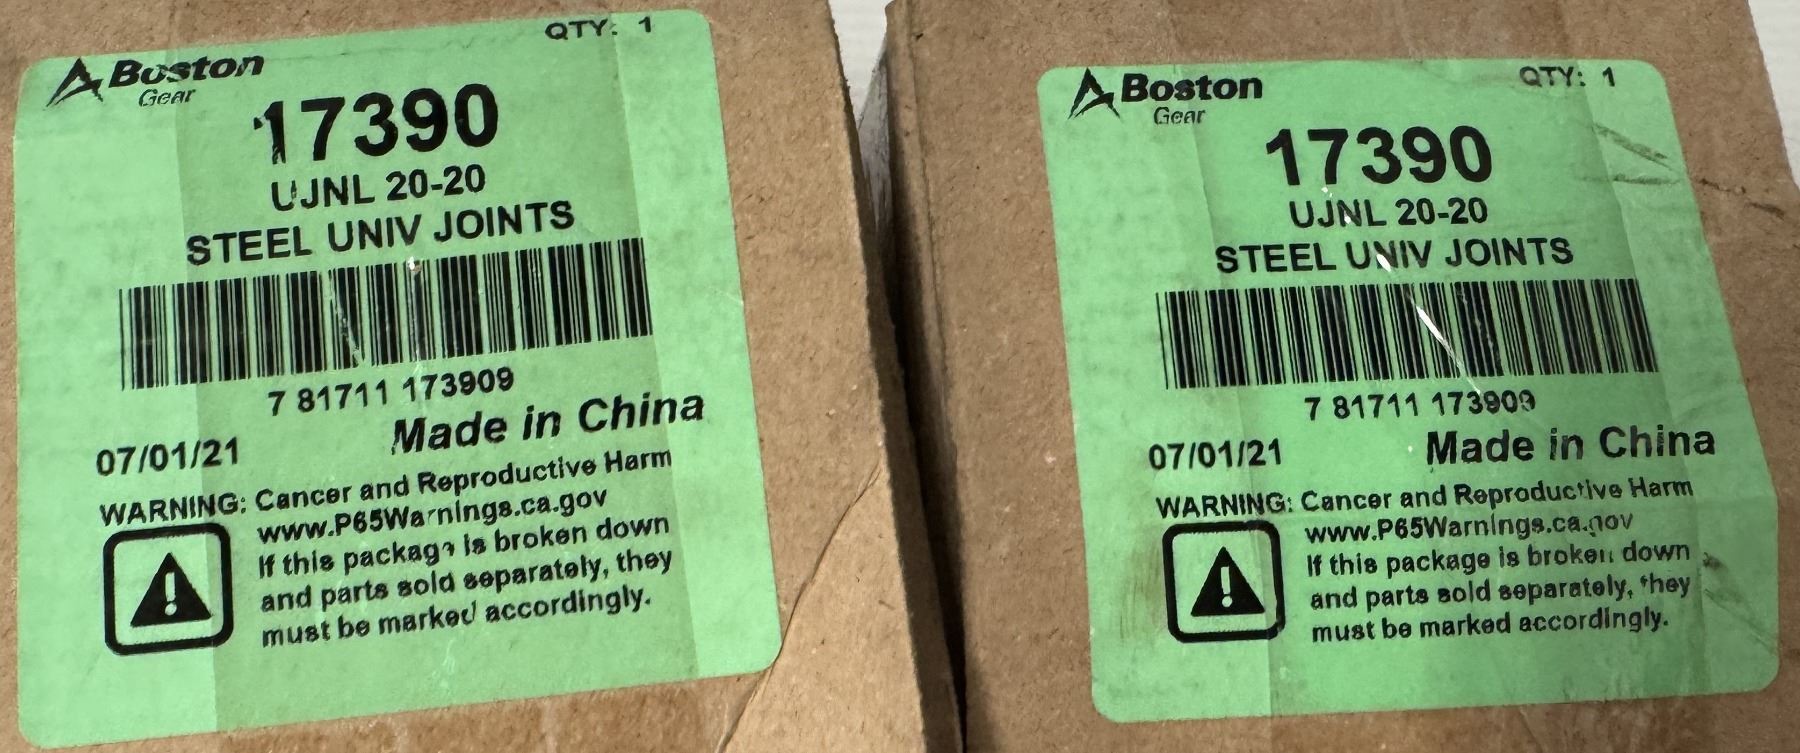 QTY: 1
Boston
Gear
17390
UJNL 20-20
STEEL UNIV JOINTS
7 81711 173909
Made in China
07/01/21
WARNING: Cancer and Reproductive Harm
www.P65Warnings.ca.gov
If this package is broken down
and parts sold separately, they
must be marked accordingly.
QTY: 1
Boston
Gear
17390
UJNL 20-20
STEEL UNIV JOINTS
7 81711 173909
07/01/21 Made in China
WARNING: Cancer and Reproductive Harm
www.P65Warnings.ca.gov
If this package is broken down
and parts sold separately, they
must be marked accordingly.